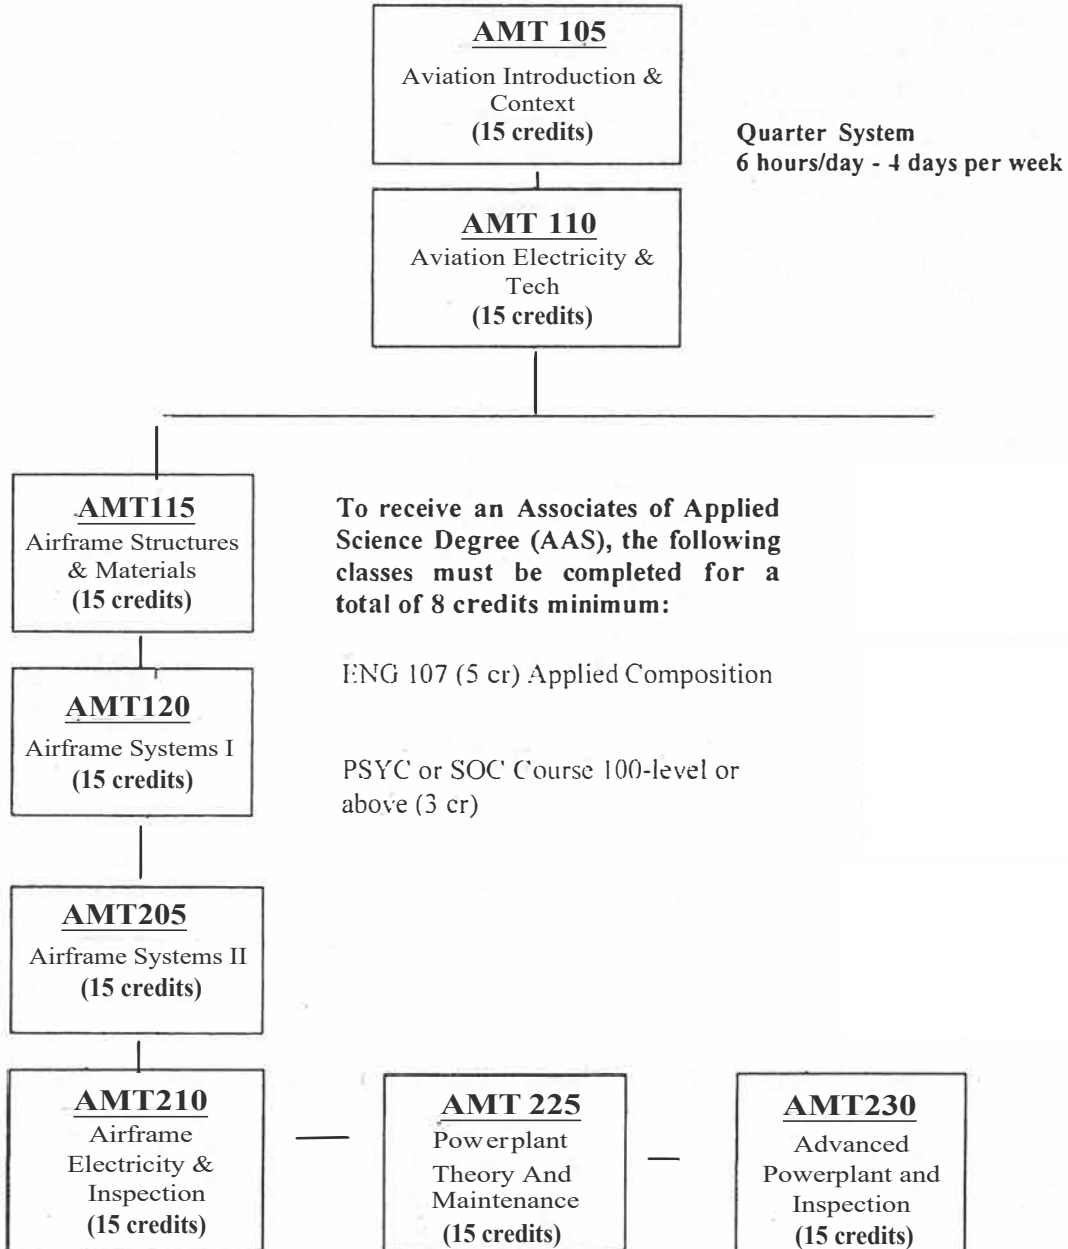 AMT 105
Aviation Introduction &
Context
(15 credits)
Quarter System
6 hours/day - 4 days per week
AMT 110
Aviation Electricity &
Tech
(15 credits)
AMT115
Airframe Structures
& Materials
(15 credits)
To receive an Associates of Applied
Science Degree (AAS), the following
classes must be completed for a
total of 8 credits minimum:
ENG 107 (5 cr) Applied Composition
PSYC or SOC Course 100-level or
above (3 cr)
AMT120
Airframe Systems I
(15 credits)
AMT205
Airframe Systems II
(15 credits)
AMT210
Airframe
Electricity &
Inspection
(15 credits)
AMT 225
Powerplant
Theory And
Maintenance
(15 credits)
AMT230
Advanced
Powerplant and
Inspection
(15 credits)